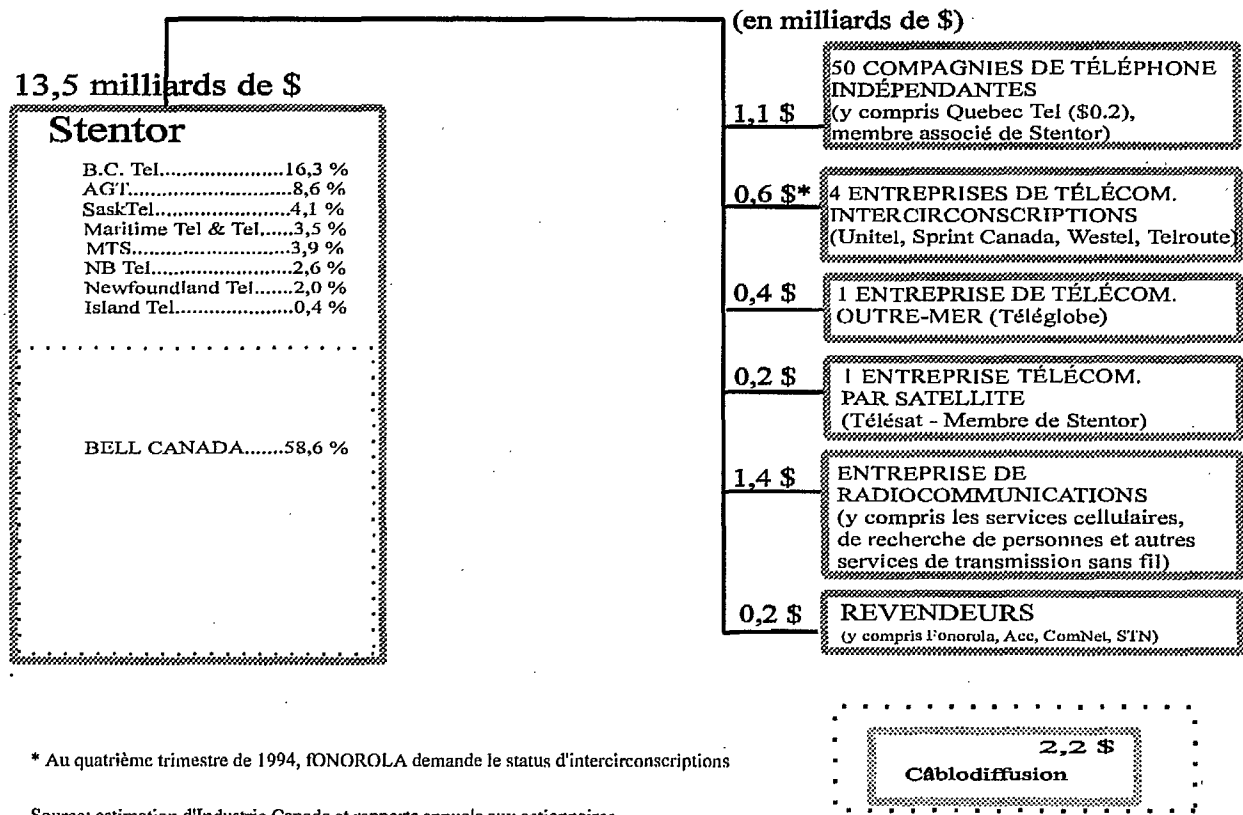 (en milliards de $)
13,5 milliards de $
Stentor
B.C. Tel......................16,3 %
AGT.............................8,6 %
SaskTel........................4,1 %
Maritime Tel & Tel......3,5 %
MTS.............................3,9 %
NB Tel.........................2,6 %
Newfoundland Tel.......2,0 %
Island Tel.....................0,4 %
BELL CANADA.......58,6 %
1,1 $
50 COMPAGNIES DE TÉLÉPHONE
INDÉPENDANTES
(y compris Quebec Tel ($0.2),
membre associé de Stentor)
0,6 $*
4 ENTREPRISES DE TÉLÉCOM.
INTERCIRCONSCRIPTIONS
(Unitel, Sprint Canada, Westel, Telroute)
0,4 $
1 ENTREPRISE DE TÉLÉCOM.
OUTRE-MER (Téléglobe)
0,2 $
1 ENTREPRISE TÉLÉCOM.
PAR SATELLITE
(Télésat - Membre de Stentor)
1,4 $
ENTREPRISE DE
RADIOCOMMUNICATIONS
(y compris les services cellulaires,
de recherche de personnes et autres
services de transmission sans fil)
0,2 $
REVENDEURS
(y compris Fonorola, Acc, ComNet, STN)
2,2 $
Câblodiffusion
* Au quatrième trimestre de 1994, fONOROLA demande le status d'intercirconscriptions
Source: estimation d'Industrie Canada et rapports annuels aux actionnaires